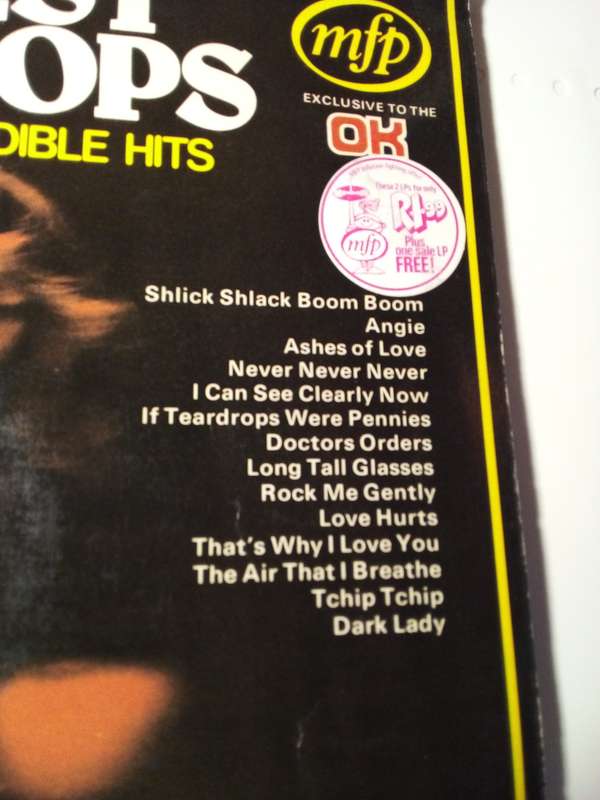 OPS
DIBLE HITS
mfp
EXCLUSIVE TO THE
OK
These 2 LPs for only
R1.99
mfp
Plus
one sale LP
FREE!
Shlick Shlack Boom Boom
Angie
Ashes of Love
Never Never Never
I Can See Clearly Now
If Teardrops Were Pennies
Doctors Orders
Long Tall Glasses
Rock Me Gently
Love Hurts
That's Why I Love You
The Air That I Breathe
Tchip Tchip
Dark Lady